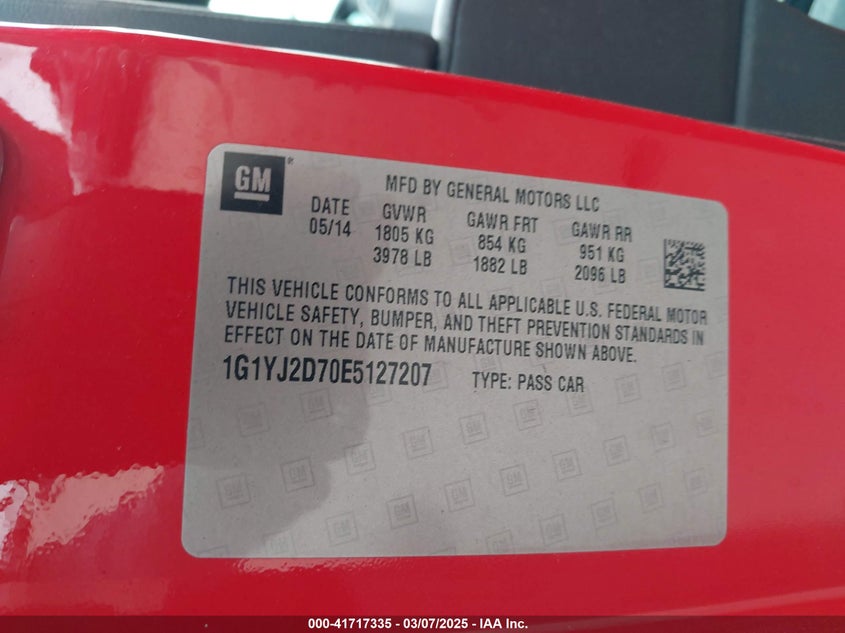 GM®
MFD BY GENERAL MOTORS LLC
DATE GVWR GAWR FRT GAWR RR
05/14 1805 KG 854 KG 951 KG
3978 LB 1882 LB 2096 LB
THIS VEHICLE CONFORMS TO ALL APPLICABLE U.S. FEDERAL MOTOR
VEHICLE SAFETY, BUMPER, AND THEFT PREVENTION STANDARDS IN
EFFECT ON THE DATE OF MANUFACTURE SHOWN ABOVE.
1G1YJ2D70E5127207 TYPE: PASS CAR
000-41717335 - 03/07/2025 - IAA Inc.